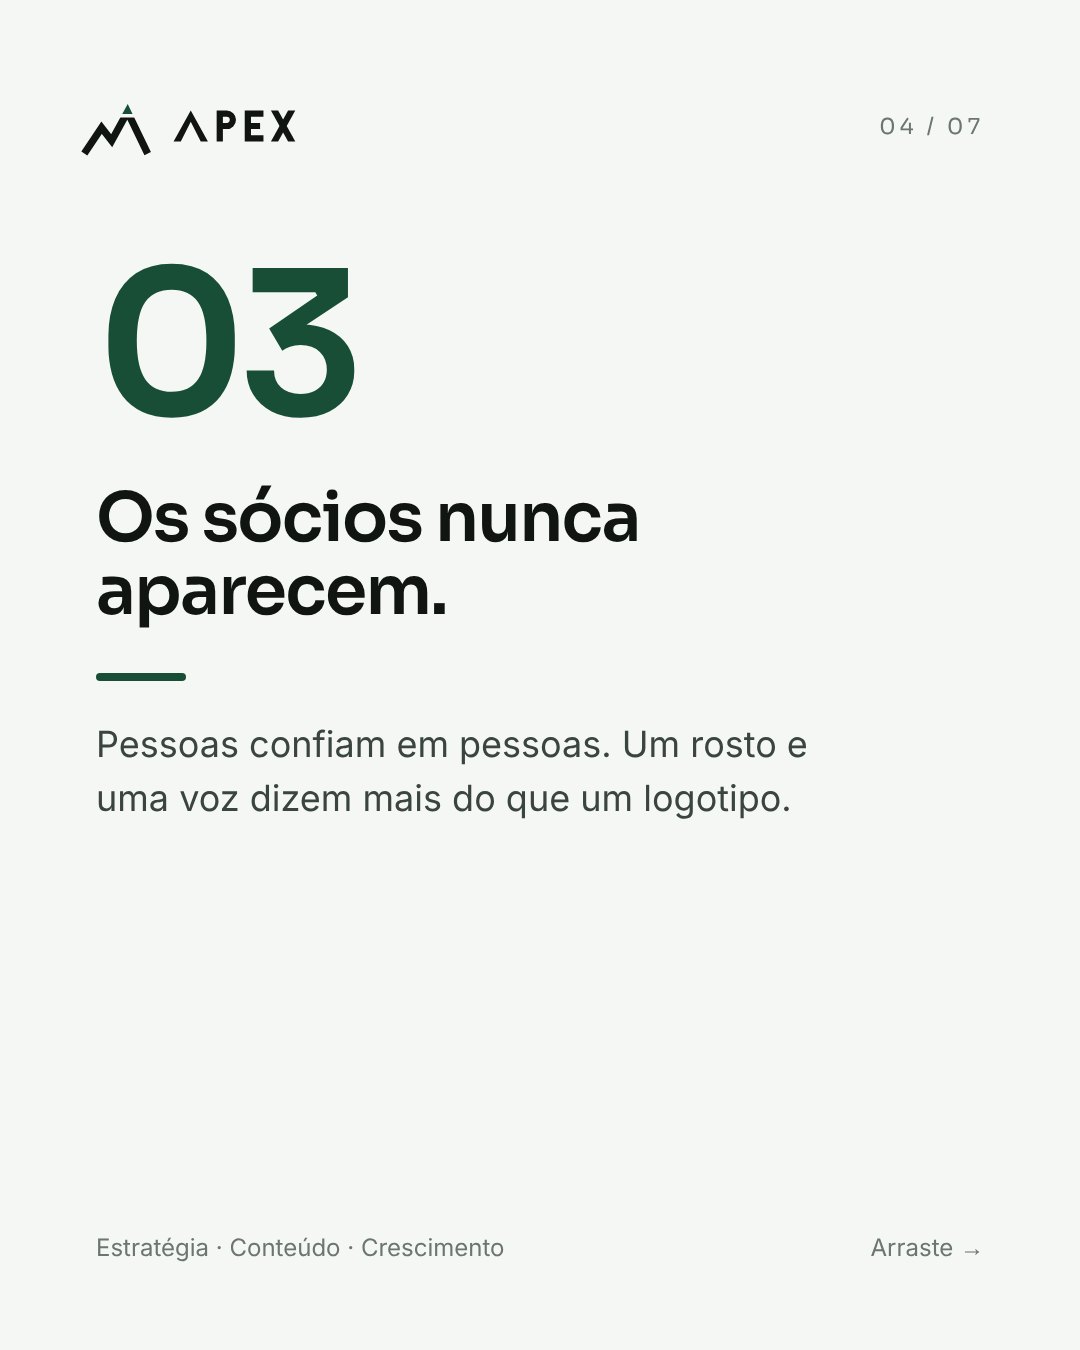 APEX
04 / 07
03
Os sócios nunca
aparecem.
Pessoas confiam em pessoas. Um rosto e
uma voz dizem mais do que um logotipo.
Estratégia · Conteúdo · Crescimento
Arraste →